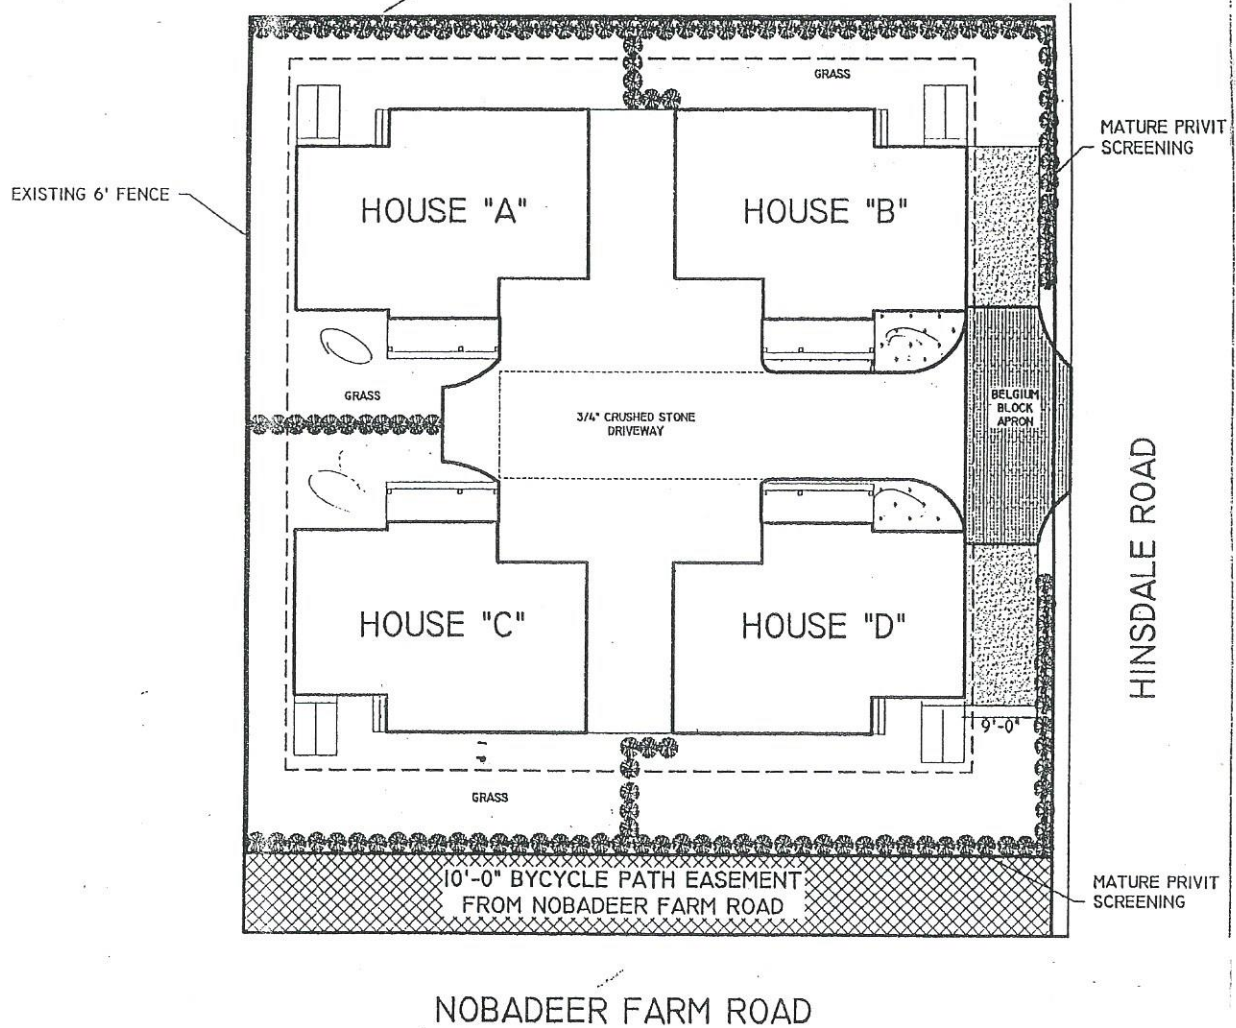 GRASS
MATURE PRIVIT
SCREENING
EXISTING 6' FENCE
HOUSE "A"
HOUSE "B"
GRASS
3/4" CRUSHED STONE
DRIVEWAY
BELGIUM
BLOCK
APRON
HINSDALE ROAD
HOUSE "C"
HOUSE "D"
9'-0"
GRASS
10'-0" BYCYCLE PATH EASEMENT
FROM NOBADEER FARM ROAD
MATURE PRIVIT
SCREENING
NOBADEER FARM ROAD